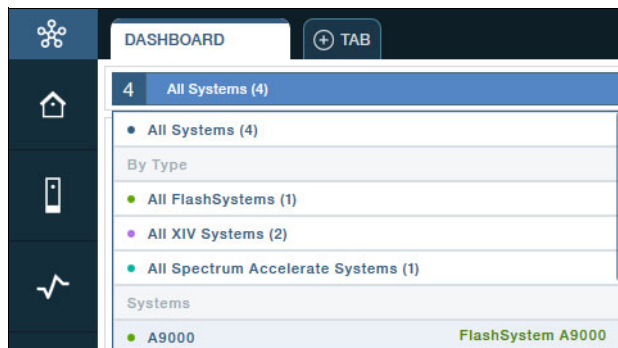 DASHBOARD
TAB
4 All Systems (4)
All Systems (4)
By Type
All FlashSystems (1)
All XIV Systems (2)
All Spectrum Accelerate Systems (1)
Systems
A9000 FlashSystem A9000